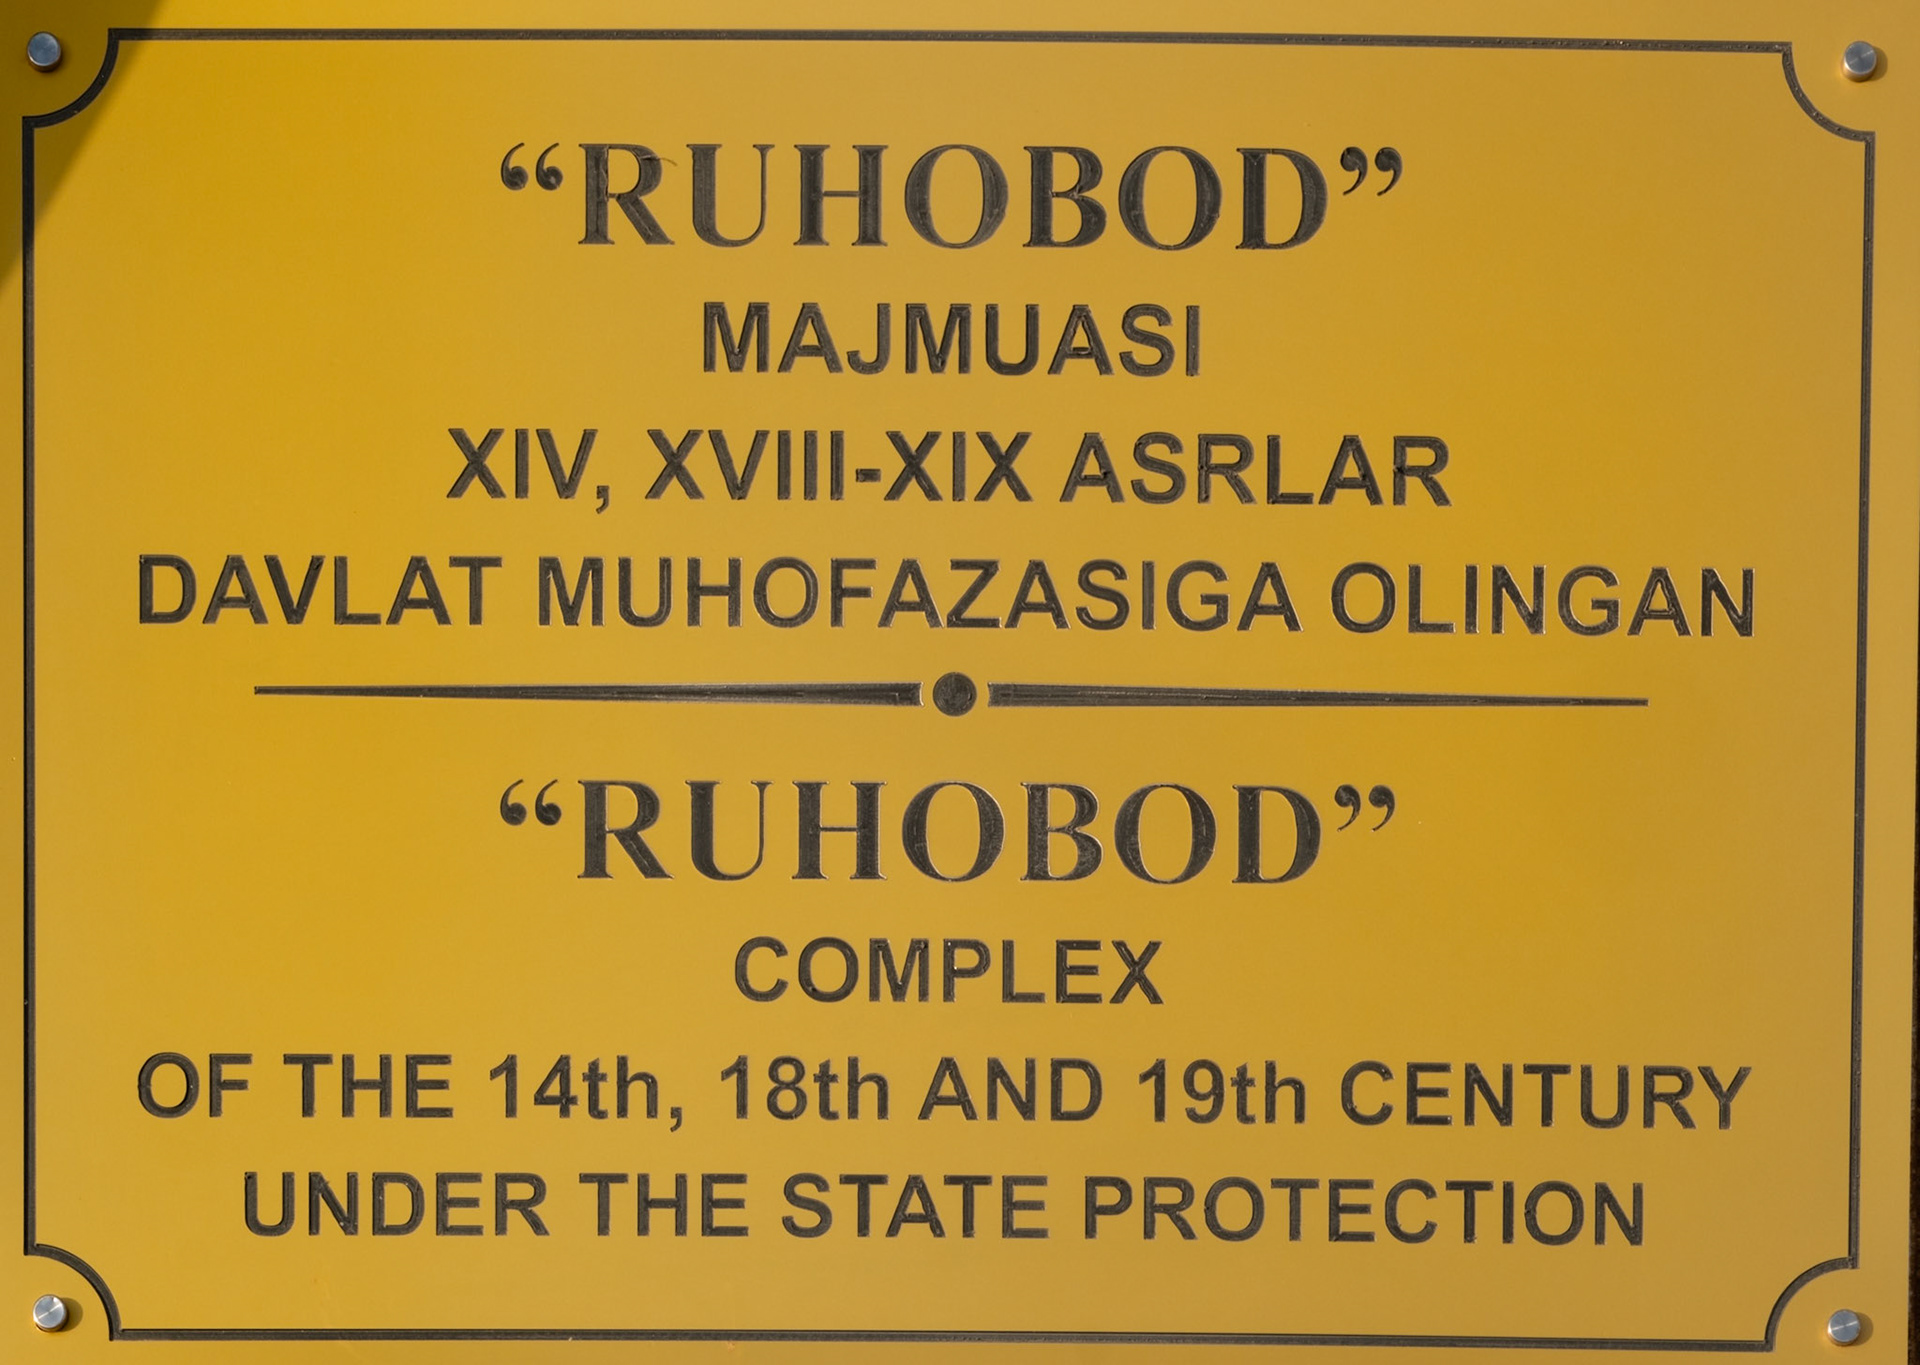 “RUHOBOD”
MAJMUASI
XIV, XVIII-XIX ASRLAR
DAVLAT MUHOFAZASIGA OLINGAN
“RUHOBOD”
COMPLEX
OF THE 14th, 18th AND 19th CENTURY
UNDER THE STATE PROTECTION